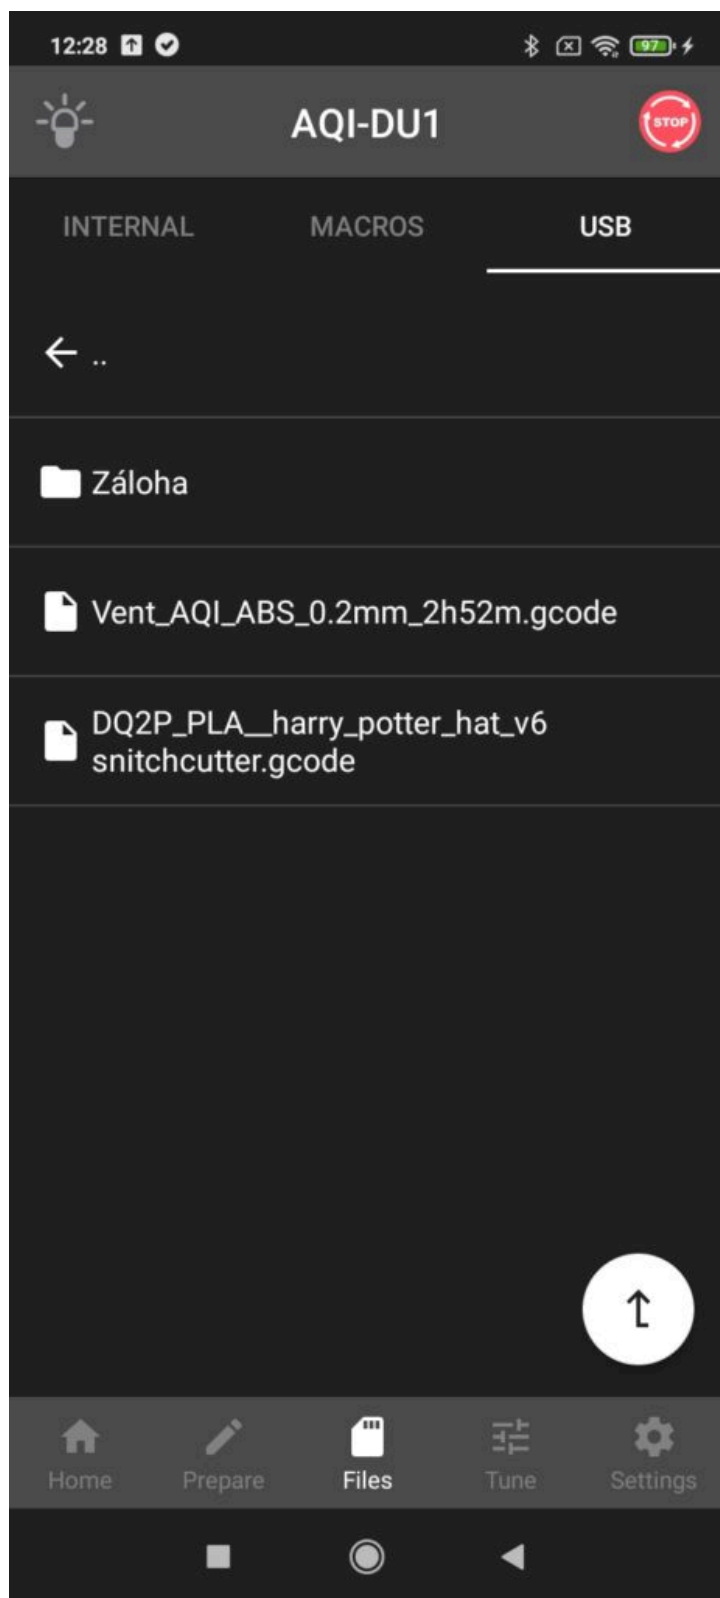 12:28
97
AQI-DU1
STOP
INTERNAL
MACROS
USB
..
Záloha
Vent_AQI_ABS_0.2mm_2h52m.gcode
DQ2P_PLA__harry_potter_hat_v6
snitchcutter.gcode
Home
Prepare
Files
Tune
Settings